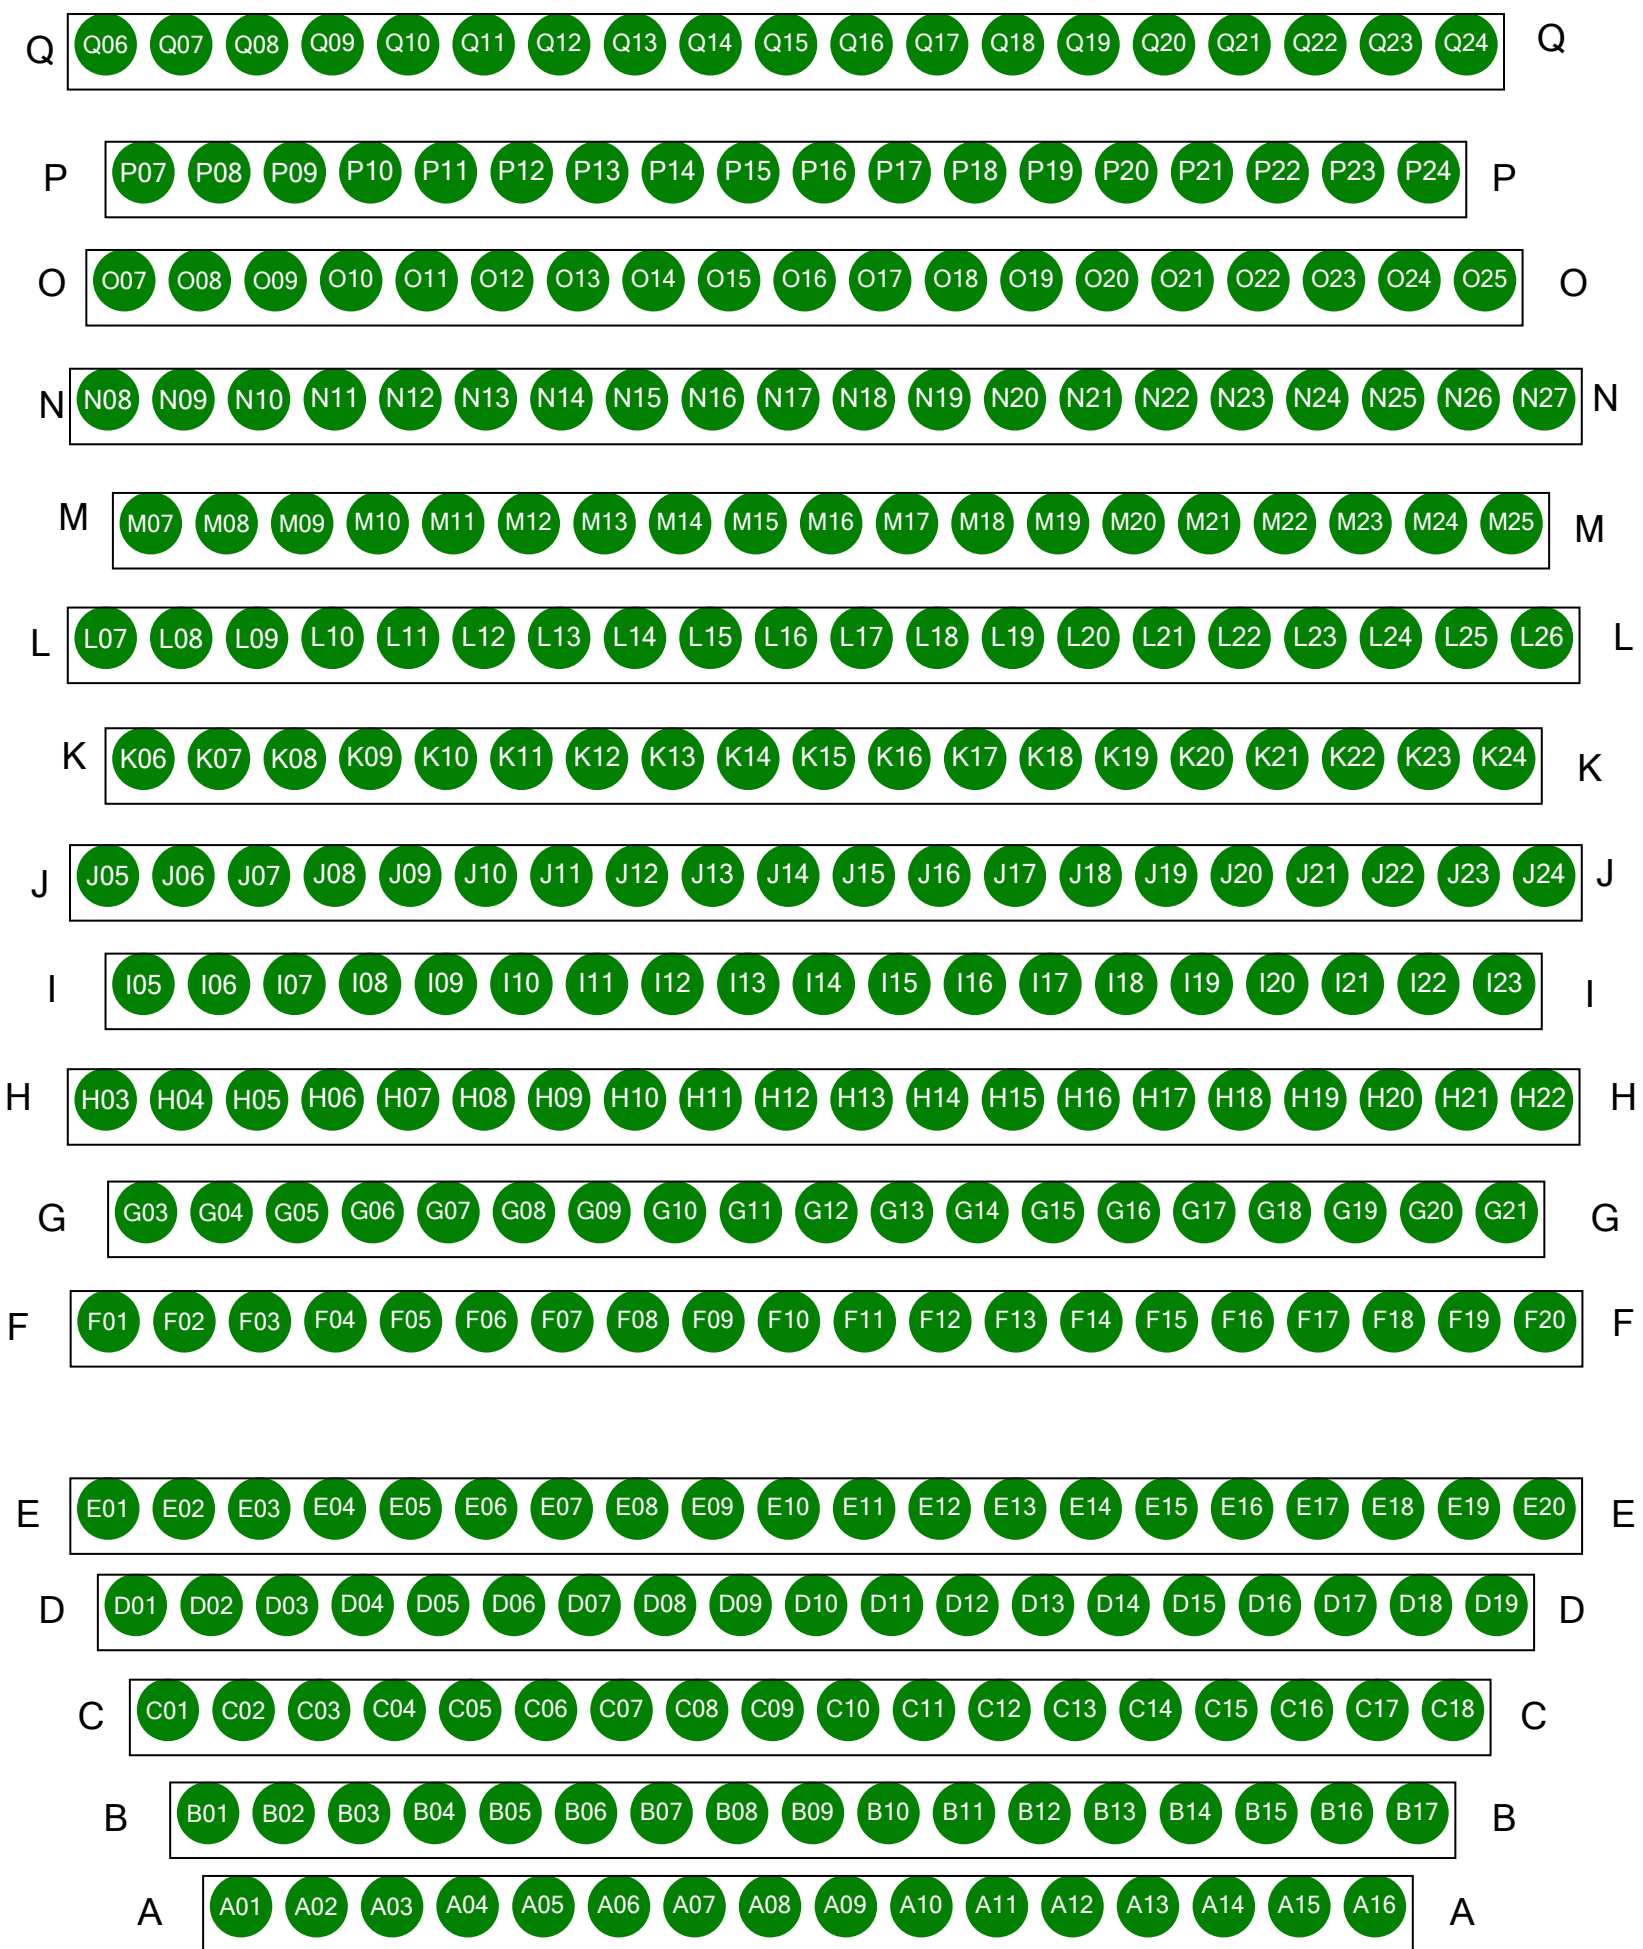 Q Q06 Q07 Q08 Q09 Q10 Q11 Q12 Q13 Q14 Q15 Q16 Q17 Q18 Q19 Q20 Q21 Q22 Q23 Q24 Q
P P07 P08 P09 P10 P11 P12 P13 P14 P15 P16 P17 P18 P19 P20 P21 P22 P23 P24 P
O O07 O08 O09 O10 O11 O12 O13 O14 O15 O16 O17 O18 O19 O20 O21 O22 O23 O24 O25 O
N N08 N09 N10 N11 N12 N13 N14 N15 N16 N17 N18 N19 N20 N21 N22 N23 N24 N25 N26 N27 N
M M07 M08 M09 M10 M11 M12 M13 M14 M15 M16 M17 M18 M19 M20 M21 M22 M23 M24 M25 M
L L07 L08 L09 L10 L11 L12 L13 L14 L15 L16 L17 L18 L19 L20 L21 L22 L23 L24 L25 L26 L
K K06 K07 K08 K09 K10 K11 K12 K13 K14 K15 K16 K17 K18 K19 K20 K21 K22 K23 K24 K
J J05 J06 J07 J08 J09 J10 J11 J12 J13 J14 J15 J16 J17 J18 J19 J20 J21 J22 J23 J24 J
I I05 I06 I07 I08 I09 I10 I11 I12 I13 I14 I15 I16 I17 I18 I19 I20 I21 I22 I23 I
H H03 H04 H05 H06 H07 H08 H09 H10 H11 H12 H13 H14 H15 H16 H17 H18 H19 H20 H21 H22 H
G G03 G04 G05 G06 G07 G08 G09 G10 G11 G12 G13 G14 G15 G16 G17 G18 G19 G20 G21 G
F F01 F02 F03 F04 F05 F06 F07 F08 F09 F10 F11 F12 F13 F14 F15 F16 F17 F18 F19 F20 F
E E01 E02 E03 E04 E05 E06 E07 E08 E09 E10 E11 E12 E13 E14 E15 E16 E17 E18 E19 E20 E
D D01 D02 D03 D04 D05 D06 D07 D08 D09 D10 D11 D12 D13 D14 D15 D16 D17 D18 D19 D
C C01 C02 C03 C04 C05 C06 C07 C08 C09 C10 C11 C12 C13 C14 C15 C16 C17 C18 C
B B01 B02 B03 B04 B05 B06 B07 B08 B09 B10 B11 B12 B13 B14 B15 B16 B17 B
A A01 A02 A03 A04 A05 A06 A07 A08 A09 A10 A11 A12 A13 A14 A15 A16 A